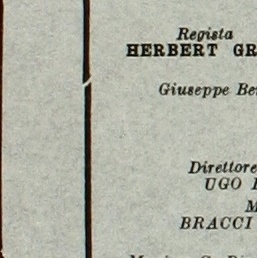 Regista
HERBERT GR
Giuseppe Be
Direttore
UGO
M
BRACCI